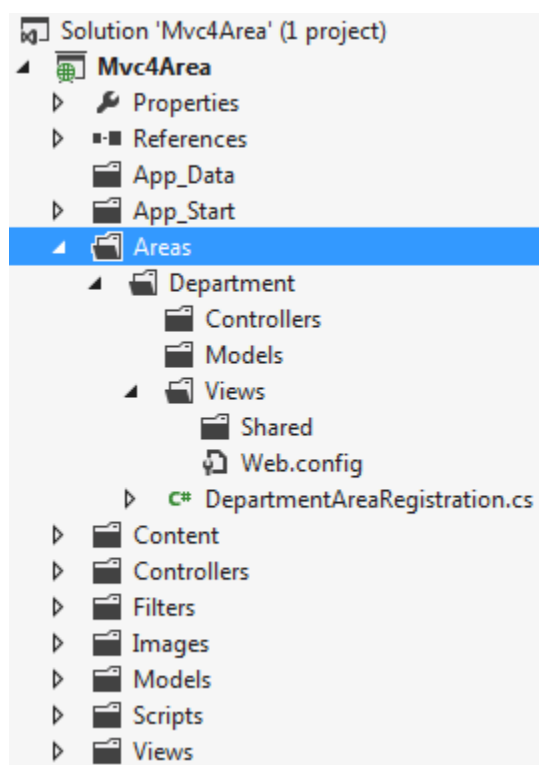 Solution 'Mvc4Area' (1 project)
Mvc4Area
Properties
References
App_Data
App_Start
Areas
Department
Controllers
Models
Views
Shared
Web.config
C# DepartmentAreaRegistration.cs
Content
Controllers
Filters
Images
Models
Scripts
Views